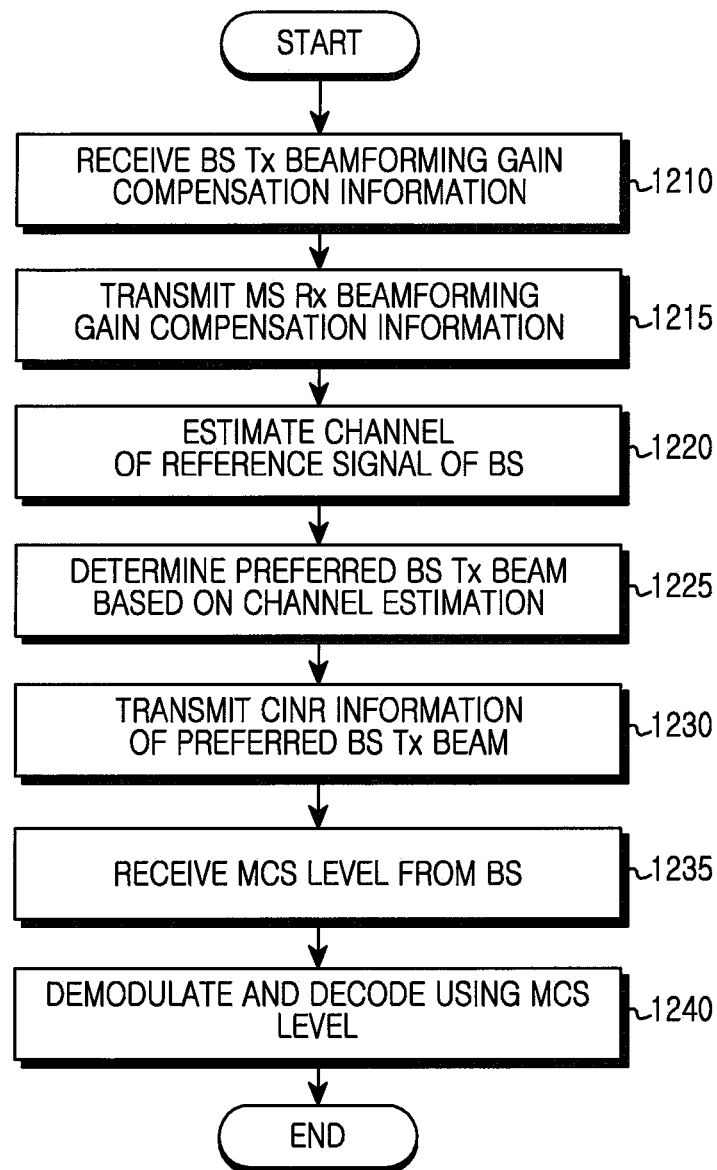 START
RECEIVE BS Tx BEAMFORMING GAIN
COMPENSATION INFORMATION
1210
TRANSMIT MS Rx BEAMFORMING
GAIN COMPENSATION INFORMATION
1215
ESTIMATE CHANNEL
OF REFERENCE SIGNAL OF BS
1220
DETERMINE PREFERRED BS Tx BEAM
BASED ON CHANNEL ESTIMATION
1225
TRANSMIT CINR INFORMATION
OF PREFERRED BS Tx BEAM
1230
RECEIVE MCS LEVEL FROM BS
1235
DEMODULATE AND DECODE USING MCS
LEVEL
1240
END